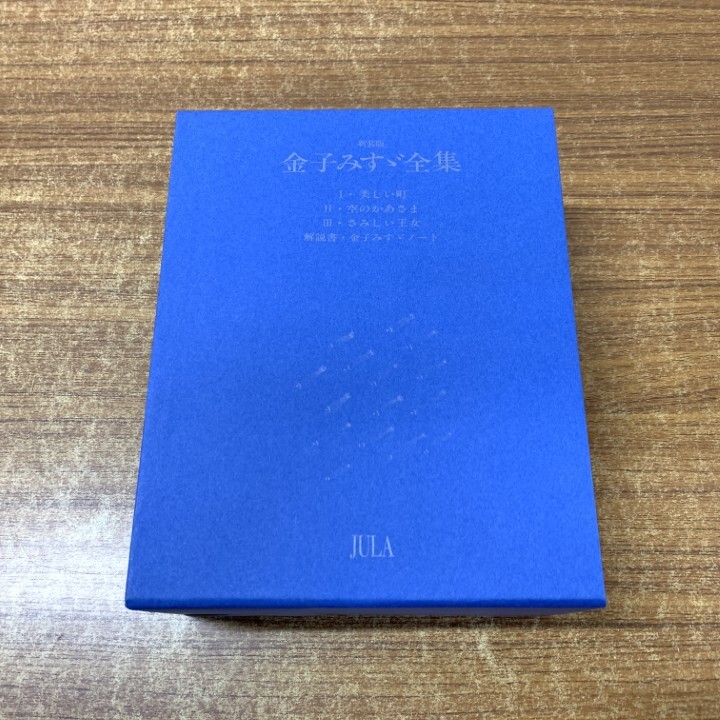 新装版
金子みすゞ全集
I・美しい町
II・空のかあさま
III・さみしい王女
解説書・金子みすゞノート
JULA